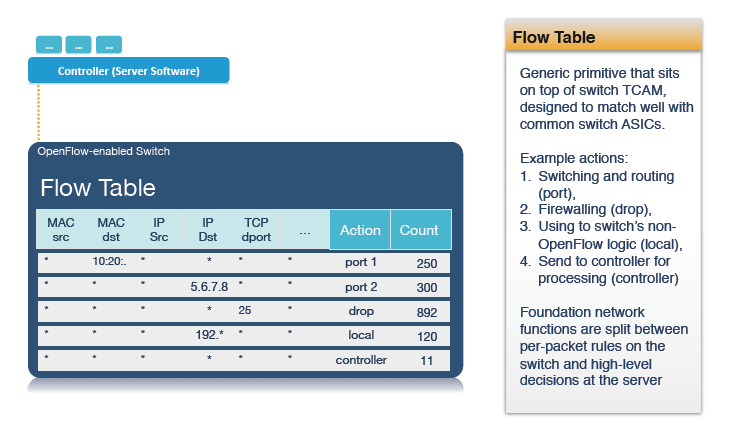 ... ... ...
Controller (Server Software)
OpenFlow-enabled Switch
Flow Table
MAC src MAC dst IP Src IP Dst TCP dport ... Action Count
* 10:20:. * * * * port 1 250
* * * 5.6.7.8 * * port 2 300
* * * * 25 * drop 892
* * * 192.* * * local 120
* * * * * * controller 11
Flow Table
Generic primitive that sits
on top of switch TCAM,
designed to match well with
common switch ASICs.
Example actions:
1. Switching and routing
(port),
2. Firewalling (drop),
3. Using to switch's non-
OpenFlow logic (local),
4. Send to controller for
processing (controller)
Foundation network
functions are split between
per-packet rules on the
switch and high-level
decisions at the server